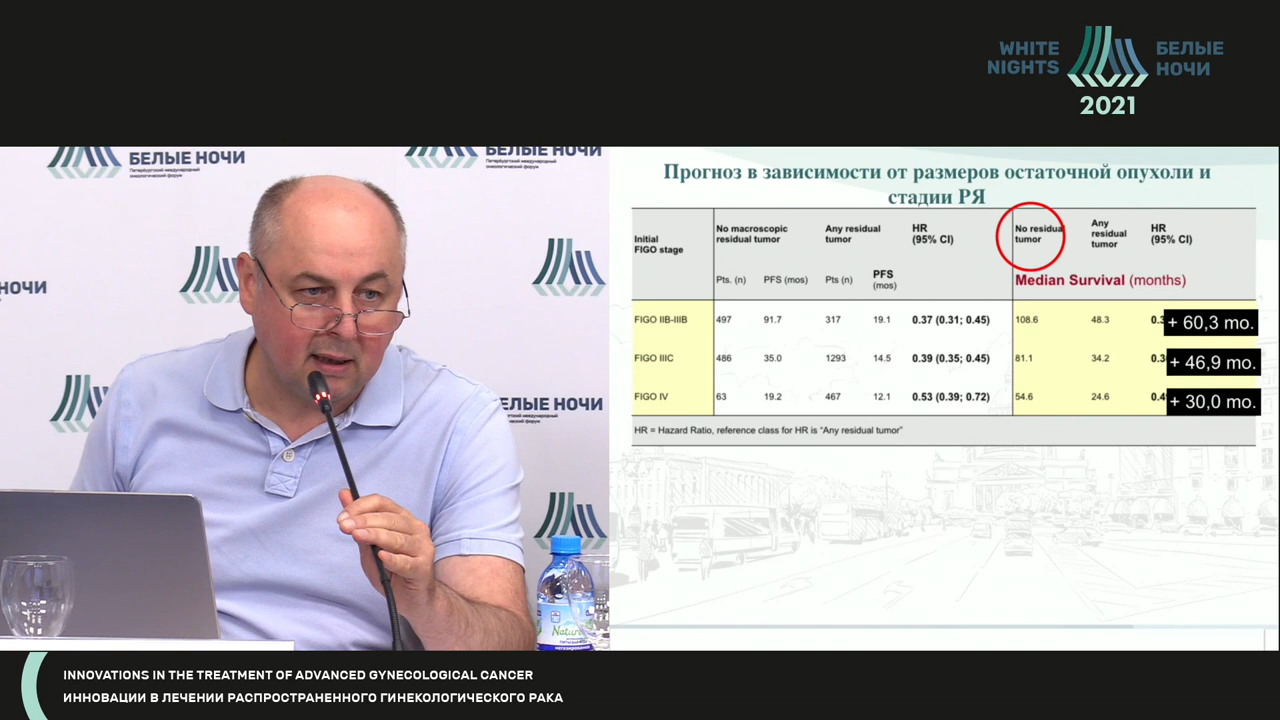 WHITE
NIGHTS
БЕЛЫЕ
НОЧИ
2021
БЕЛЫЕ НОЧИ
Петербургский международный
онкологический форум
БЕЛЫЕ НОЧИ
НОЧИ
ЕЛЫЕ НОЧИ
Прогноз в зависимости от размеров остаточной опухоли и
стадии РЯ
Initial
FIGO stage
No macroscopic
residual tumor
Any residual
tumor
HR
(95% CI)
No residual
tumor
Any
residual
tumor
HR
(95% CI)
Pts. (n) PFS (mos) Pts (n) PFS
(mos)
Median Survival (months)
FIGO IIB-IIIB 497 91.7 317 19.1 0.37 (0.31; 0.45) 108.6 48.3 + 60,3 mo.
FIGO IIIC 486 35.0 1293 14.5 0.39 (0.35; 0.45) 81.1 34.2 + 46,9 mo.
FIGO IV 63 19.2 467 12.1 0.53 (0.39; 0.72) 54.6 24.6 + 30,0 mo.
HR = Hazard Ratio, reference class for HR is "Any residual tumor"
INNOVATIONS IN THE TREATMENT OF ADVANCED GYNECOLOGICAL CANCER
ИННОВАЦИИ В ЛЕЧЕНИИ РАСПРОСТРАНЕННОГО ГИНЕКОЛОГИЧЕСКОГО РАКА